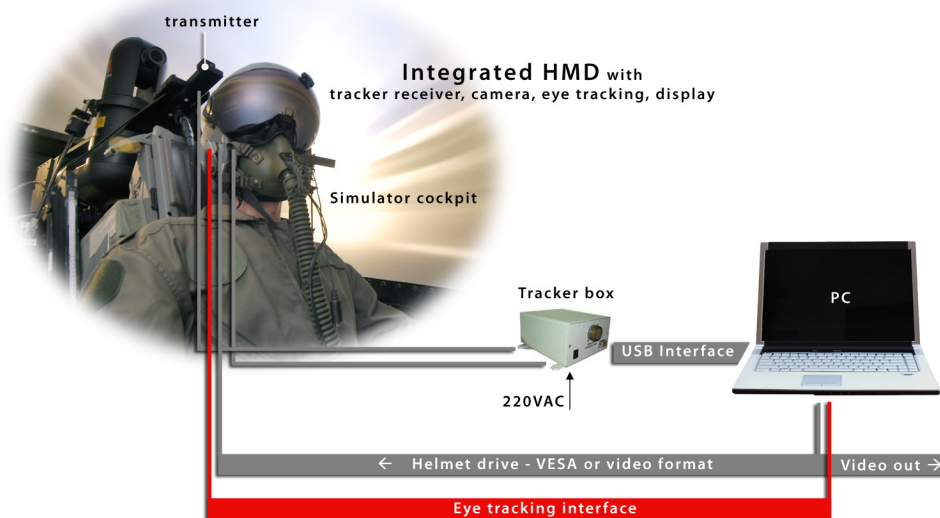 transmitter
Integrated HMD with
tracker receiver, camera, eye tracking, display
Simulator cockpit
Tracker box
PC
USB Interface
220VAC
← Helmet drive - VESA or video format
Video out →
Eye tracking interface